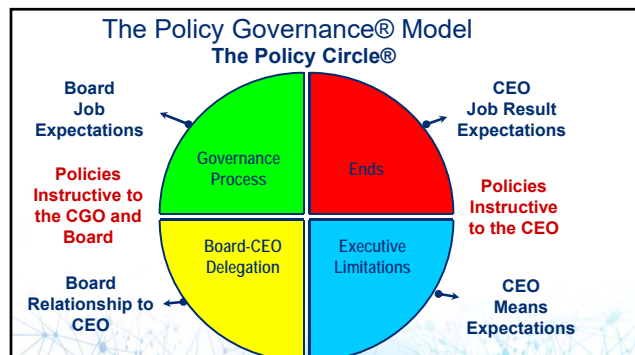 The Policy Governance® Model
The Policy Circle®
Board
Job
Expectations
CEO
Job Result
Expectations
Governance
Process
Ends
Policies
Instructive to
the CGO and
Board
Policies
Instructive
to the CEO
Board-CEO
Delegation
Executive
Limitations
Board
Relationship to
CEO
CEO
Means
Expectations